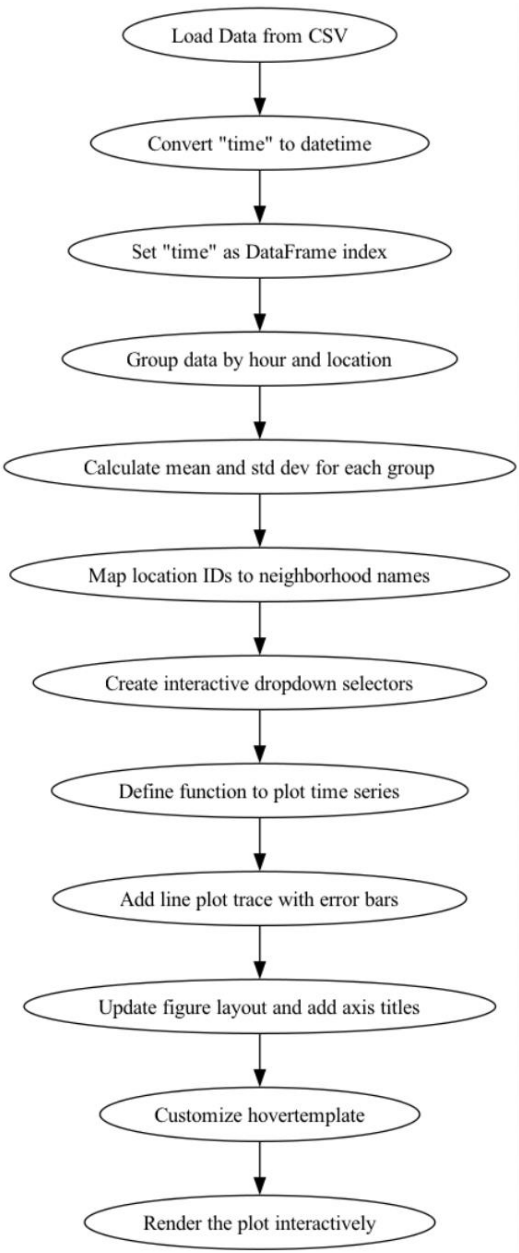 Load Data from CSV
Convert "time" to datetime
Set "time" as DataFrame index
Group data by hour and location
Calculate mean and std dev for each group
Map location IDs to neighborhood names
Create interactive dropdown selectors
Define function to plot time series
Add line plot trace with error bars
Update figure layout and add axis titles
Customize hovertemplate
Render the plot interactively